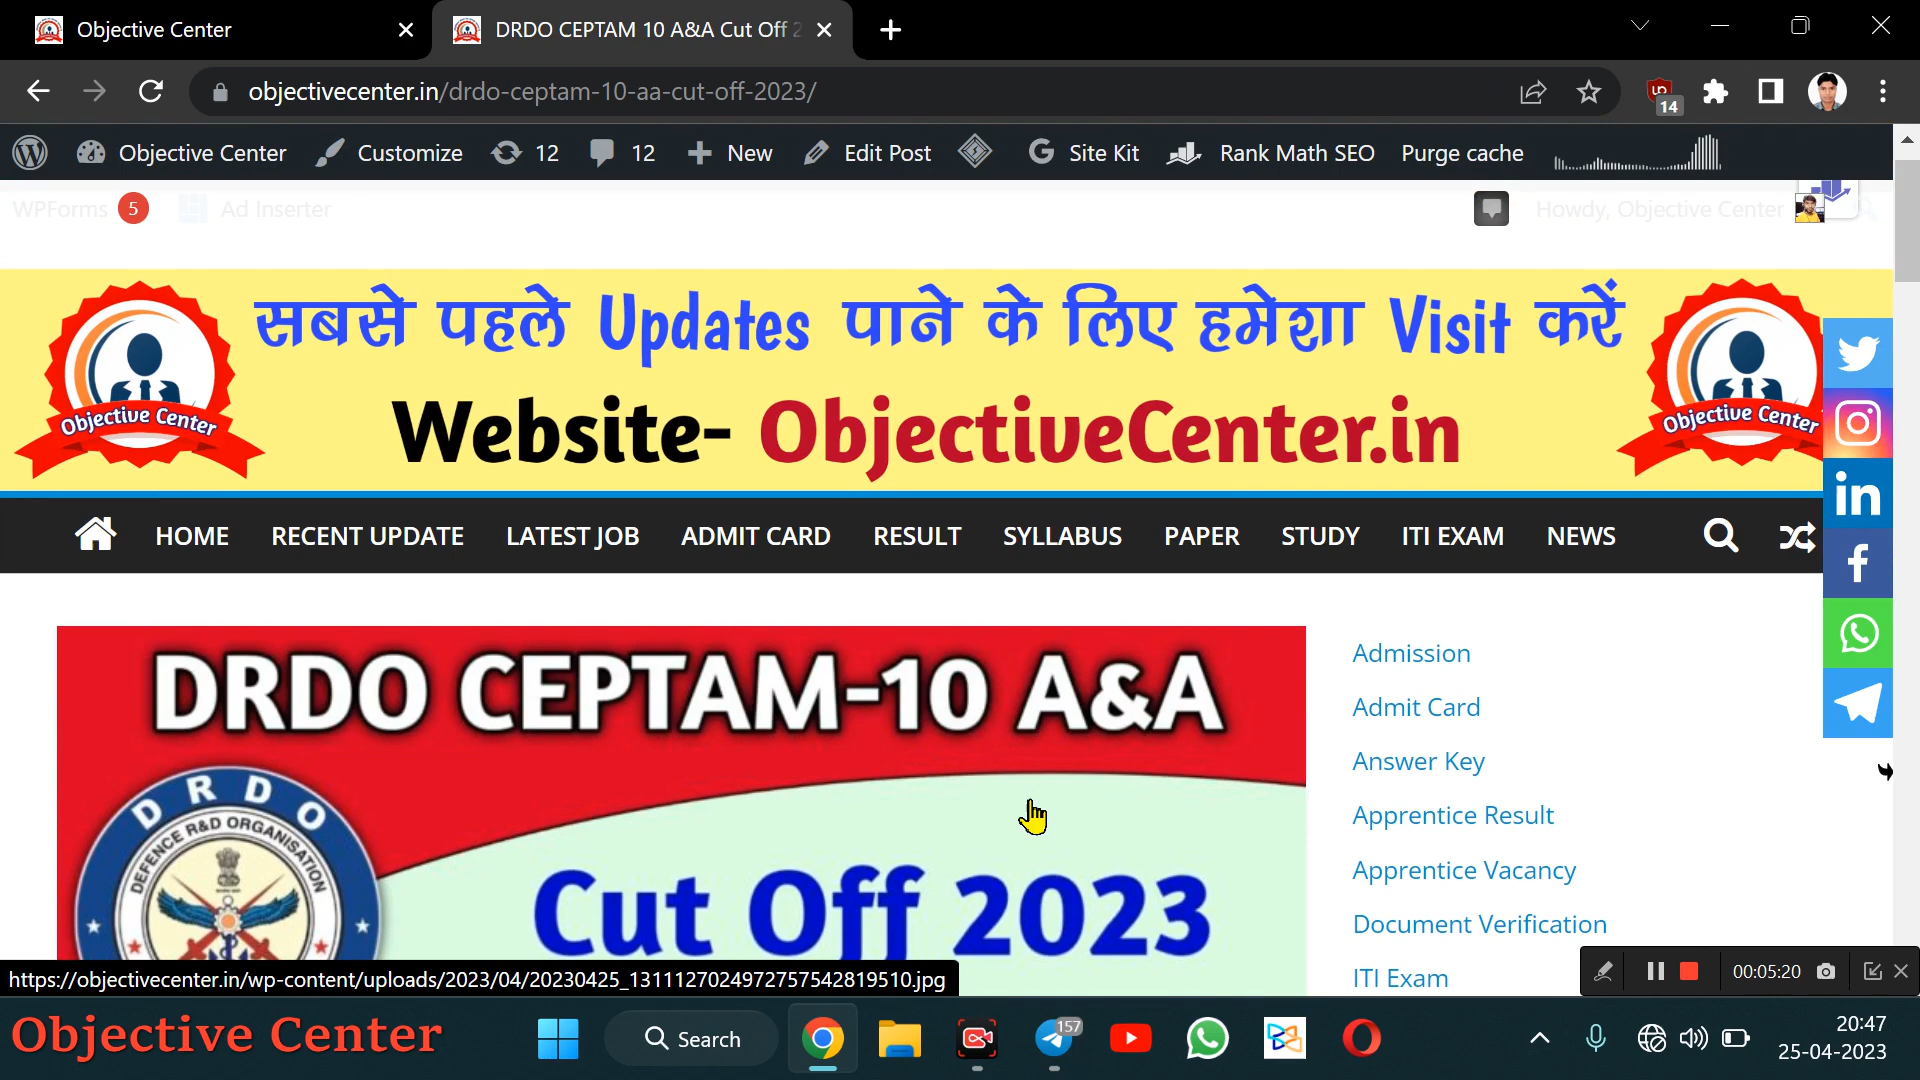 Objective Center
DRDO CEPTAM 10 A&A Cut Off 2
objectivecenter.in/drdo-ceptam-10-aa-cut-off-2023/
14
Objective Center Customize 12 12 New Edit Post Site Kit Rank Math SEO Purge cache
WPForms 5 Ad Inserter Howdy, Objective Center
सबसे पहले Updates पाने के लिए हमेशा Visit करें
Website- ObjectiveCenter.in
Objective Center
Objective Center
HOME RECENT UPDATE LATEST JOB ADMIT CARD RESULT SYLLABUS PAPER STUDY ITI EXAM NEWS
DRDO CEPTAM-10 A&A
DRDO
DEFENCE R&D ORGANISATION
Cut Off 2023
Admission
Admit Card
Answer Key
Apprentice Result
Apprentice Vacancy
Document Verification
ITI Exam
https://objectivecenter.in/wp-content/uploads/2023/04/20230425_1311127024972757542819510.jpg
00:05:20
Objective Center
Search
157
20:47
25-04-2023